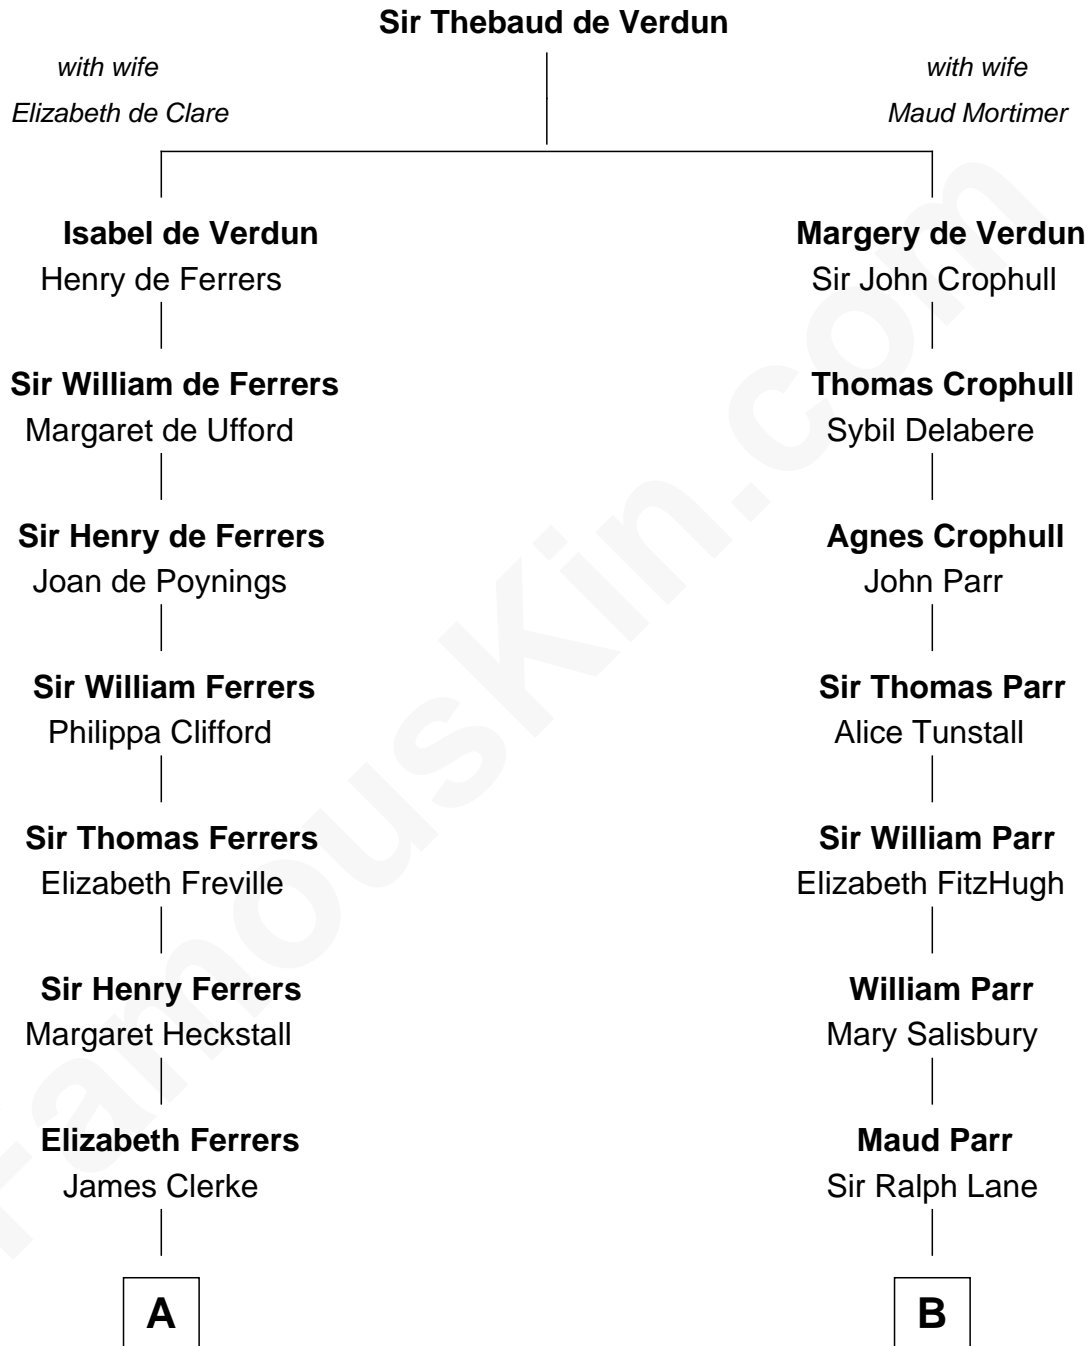 Sir Thebaud de Verdun
with wife
Elizabeth de Clare
with wife
Maud Mortimer
Isabel de Verdun
Henry de Ferrers
Margery de Verdun
Sir John Crophull
Sir William de Ferrers
Margaret de Ufford
Thomas Crophull
Sybil Delabere
Sir Henry de Ferrers
Joan de Poynings
Agnes Crophull
John Parr
Sir William Ferrers
Philippa Clifford
Sir Thomas Parr
Alice Tunstall
Sir Thomas Ferrers
Elizabeth Freville
Sir William Parr
Elizabeth FitzHugh
Sir Henry Ferrers
Margaret Heckstall
William Parr
Mary Salisbury
Elizabeth Ferrers
James Clerke
Maud Parr
Sir Ralph Lane
A
B
FamousKin.com